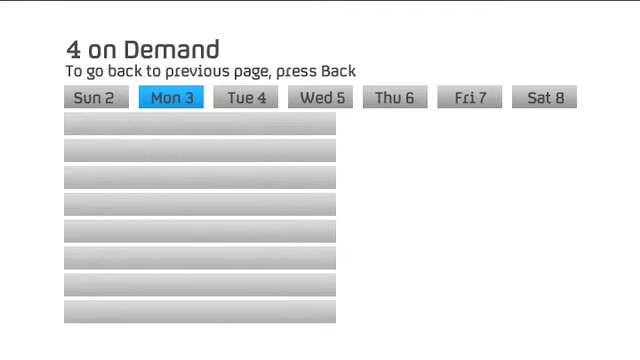 4 on Demand
To go back to previous page, press Back
Sun 2 Mon 3 Tue 4 Wed 5 Thu 6 Fri 7 Sat 8